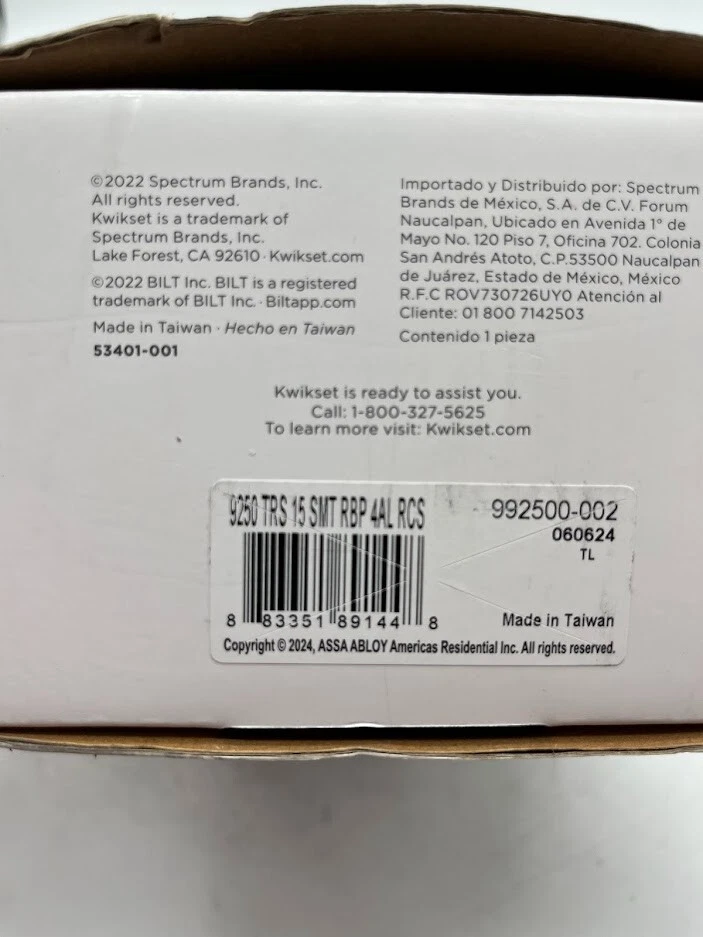 ©2022 Spectrum Brands, Inc.
All rights reserved.
Kwikset is a trademark of
Spectrum Brands, Inc.
Lake Forest, CA 92610 · Kwikset.com
©2022 BILT Inc. BILT is a registered
trademark of BILT Inc. · Biltapp.com
Made in Taiwan · Hecho en Taiwan
53401-001
Importado y Distribuido por: Spectrum
Brands de México, S.A. de C.V. Forum
Naucalpan, Ubicado en Avenida 1° de
Mayo No. 120 Piso 7, Oficina 702. Colonia
San Andrés Atoto, C.P.53500 Naucalpan
de Juárez, Estado de México, México
R.F.C ROV730726UY0 Atención al
Cliente: 01 800 7142503
Contenido 1 pieza
Kwikset is ready to assist you.
Call: 1-800-327-5625
To learn more visit: Kwikset.com
9250 TRS 15 SMT RBP 4AL RCS
992500-002
060624
TL
8 83351 89144 8
Made in Taiwan
Copyright © 2024, ASSA ABLOY Americas Residential Inc. All rights reserved.